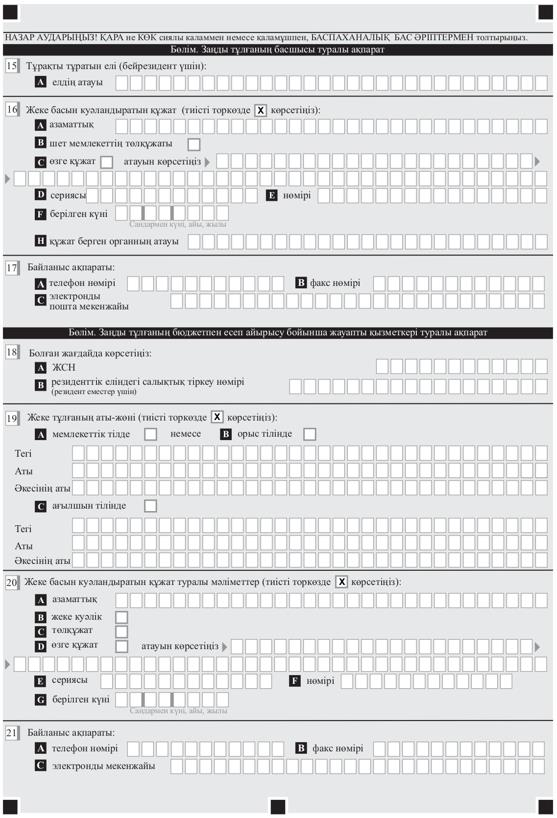 НАЗАР АУДАРЫҢЫЗ! ҚАРА не КӨК сиялы каламмен немесе қаламұшпен, БАСПАХАНАЛЫҚ БАС ӘРІПТЕРМЕН толтырыңыз.
Бөлім. Заңды тұлғаның басшысы туралы ақпарат
15 Тұрақты тұратын елі (бейрезидент үшін):
A елдің атауы
16 Жеке басын куәландыратын құжат (тиісті торкөзде X көрсетіңіз):
A азаматтық
B шет мемлекеттің төлқұжаты
C өзге құжат атауын көрсетіңіз
D сериясы E нөмірі
F берілген күні
Сандармен күні, айы, жылы
H құжат берген органның атауы
17 Байланыс ақпараты:
A телефон нөмірі B факс нөмірі
C электронды
пошта мекенжайы
Бөлім. Заңды тұлғаның бюджетпен есеп айырысу бойынша жауапты қызметкері туралы ақпарат
18 Болған жағдайда көрсетіңіз:
A ЖСН
B резиденттік еліндегі салықтық тіркеу нөмірі
(резидент еместер үшін)
19 Жеке тұлғаның аты-жөні (тиісті торкөзде X көрсетіңіз):
A мемлекеттік тілде немесе B орыс тілінде
Тегі
Аты
Әкесінің аты
C ағылшын тілінде
Тегі
Аты
Әкесінің аты
20 Жеке басын куәландыратын құжат туралы мәліметтер (тиісті торкөзде X көрсетіңіз):
A азаматтық
B жеке куәлік
C төлқұжат
D өзге құжат атауын көрсетіңіз
E сериясы F нөмірі
G берілген күні
Сандармен күні, айы, жылы
21 Байланыс ақпараты:
A телефон нөмірі B факс нөмірі
C электронды мекенжайы